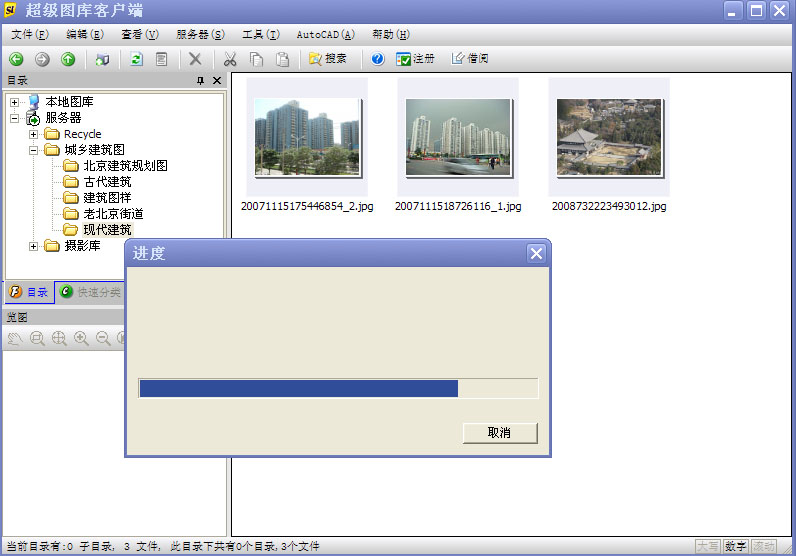 超级图库客户端
文件(F) 编辑(E) 查看(V) 服务器(S) 工具(T) AutoCAD(A) 帮助(H)
搜索 注册 借阅
目录
本地图库
服务器
Recycle
城乡建筑图
北京建筑规划图
古代建筑
建筑图样
老北京街道
现代建筑
摄影库
20071115175446854_2.jpg 2007111518726116_1.jpg 2008732223493012.jpg
进度
目录 快速分类
览图
取消
当前目录有:0 子目录, 3 文件, 此目录下共有0个目录,3个文件
大写 数字 滚动